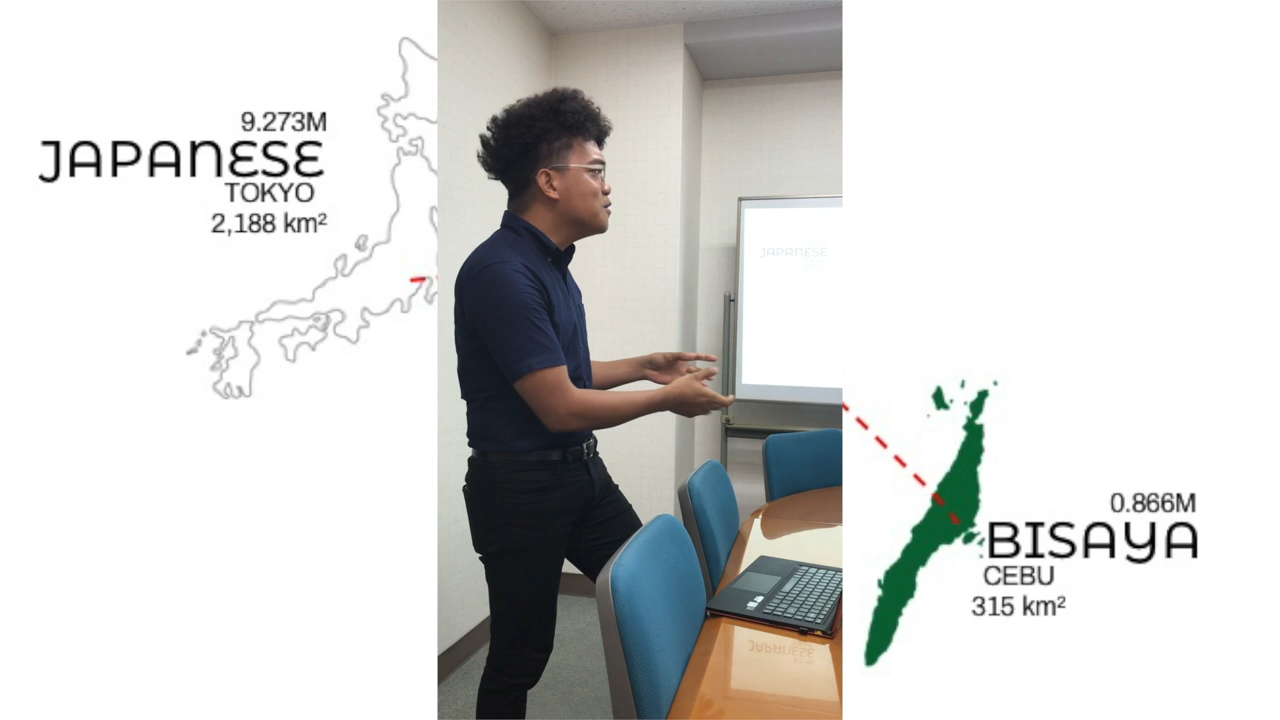 9.273M
JAPANESE
TOKYO
2,188 km²
JAPANESE
0.866M
BISAYA
CEBU
315 km²